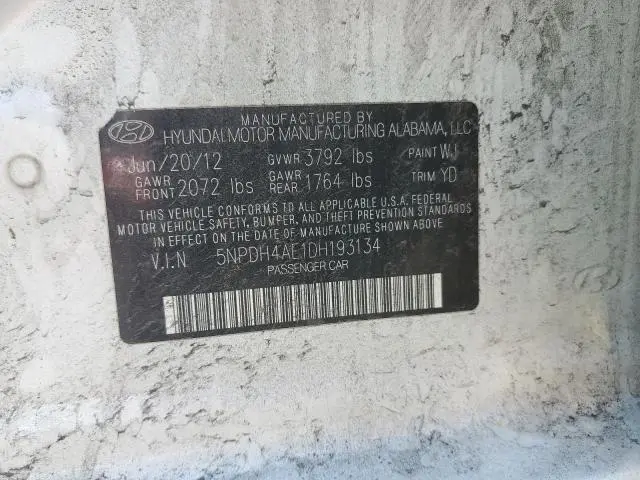 MANUFACTURED BY
HYUNDAI MOTOR MANUFACTURING ALABAMA, LLC
Jun/20/12 GVWR 3792 lbs PAINT WJ
GAWR FRONT 2072 lbs GAWR REAR 1764 lbs TRIM YD
THIS VEHICLE CONFORMS TO ALL APPLICABLE U.S.A. FEDERAL
MOTOR VEHICLE SAFETY, BUMPER, AND THEFT PREVENTION STANDARDS
IN EFFECT ON THE DATE OF MANUFACTURE SHOWN ABOVE
V.I.N 5NPDH4AE1DH193134
PASSENGER CAR